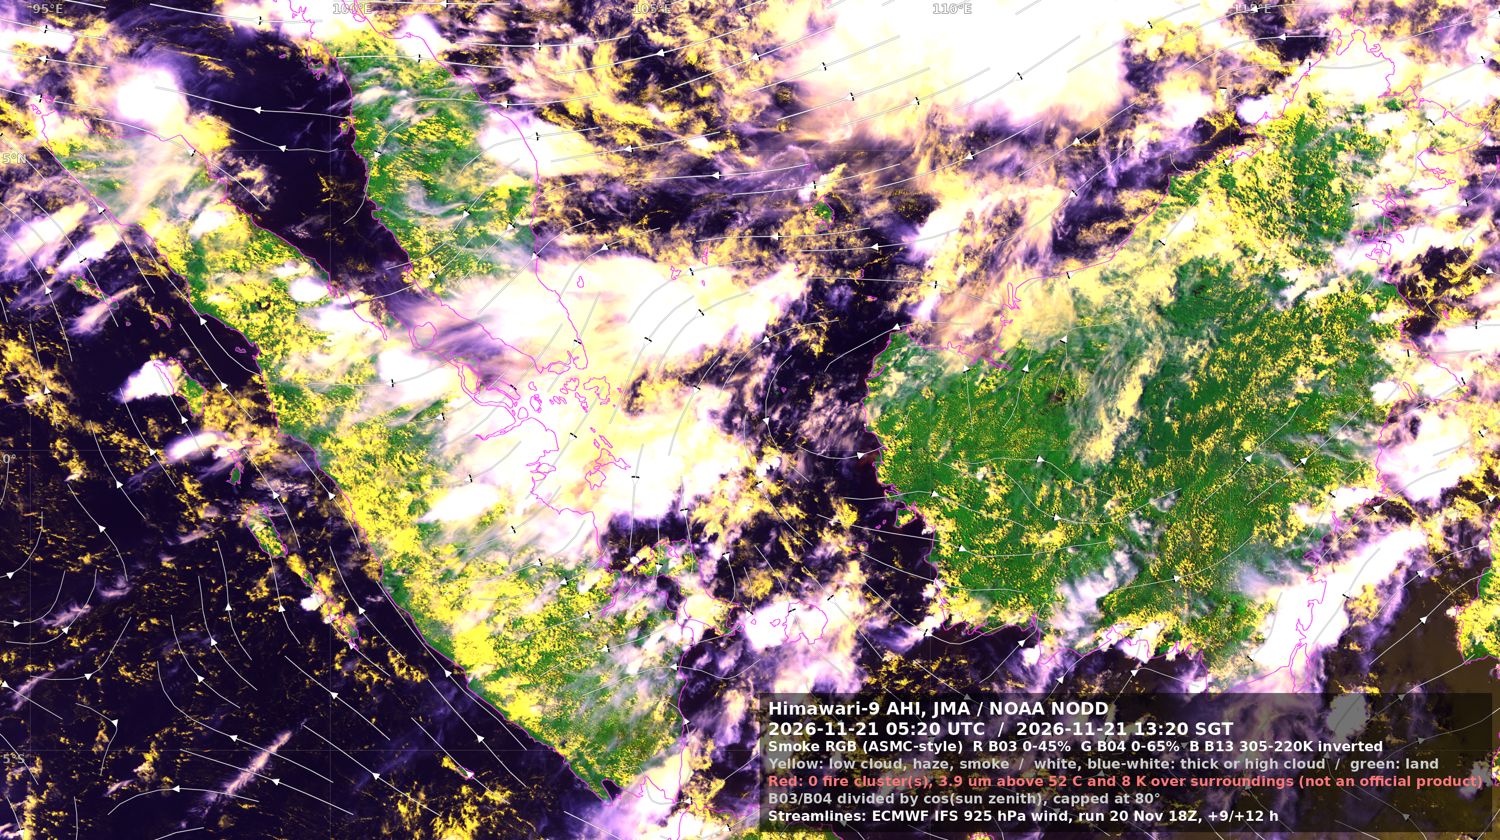 95°E
100°E
105°E
110°E
115°E
5°N
0°
5°S
Himawari-9 AHI, JMA / NOAA NODD
2026-11-21 05:20 UTC / 2026-11-21 13:20 SGT
Smoke RGB (ASMC-style) R B03 0-45% G B04 0-65% B B13 305-220K inverted
Yellow: low cloud, haze, smoke / white, blue-white: thick or high cloud / green: land
Red: 0 fire cluster(s), 3.9 um above 52 C and 8 K over surroundings (not an official product)
B03/B04 divided by cos(sun zenith), capped at 80°
Streamlines: ECMWF IFS 925 hPa wind, run 20 Nov 18Z, +9/+12 h